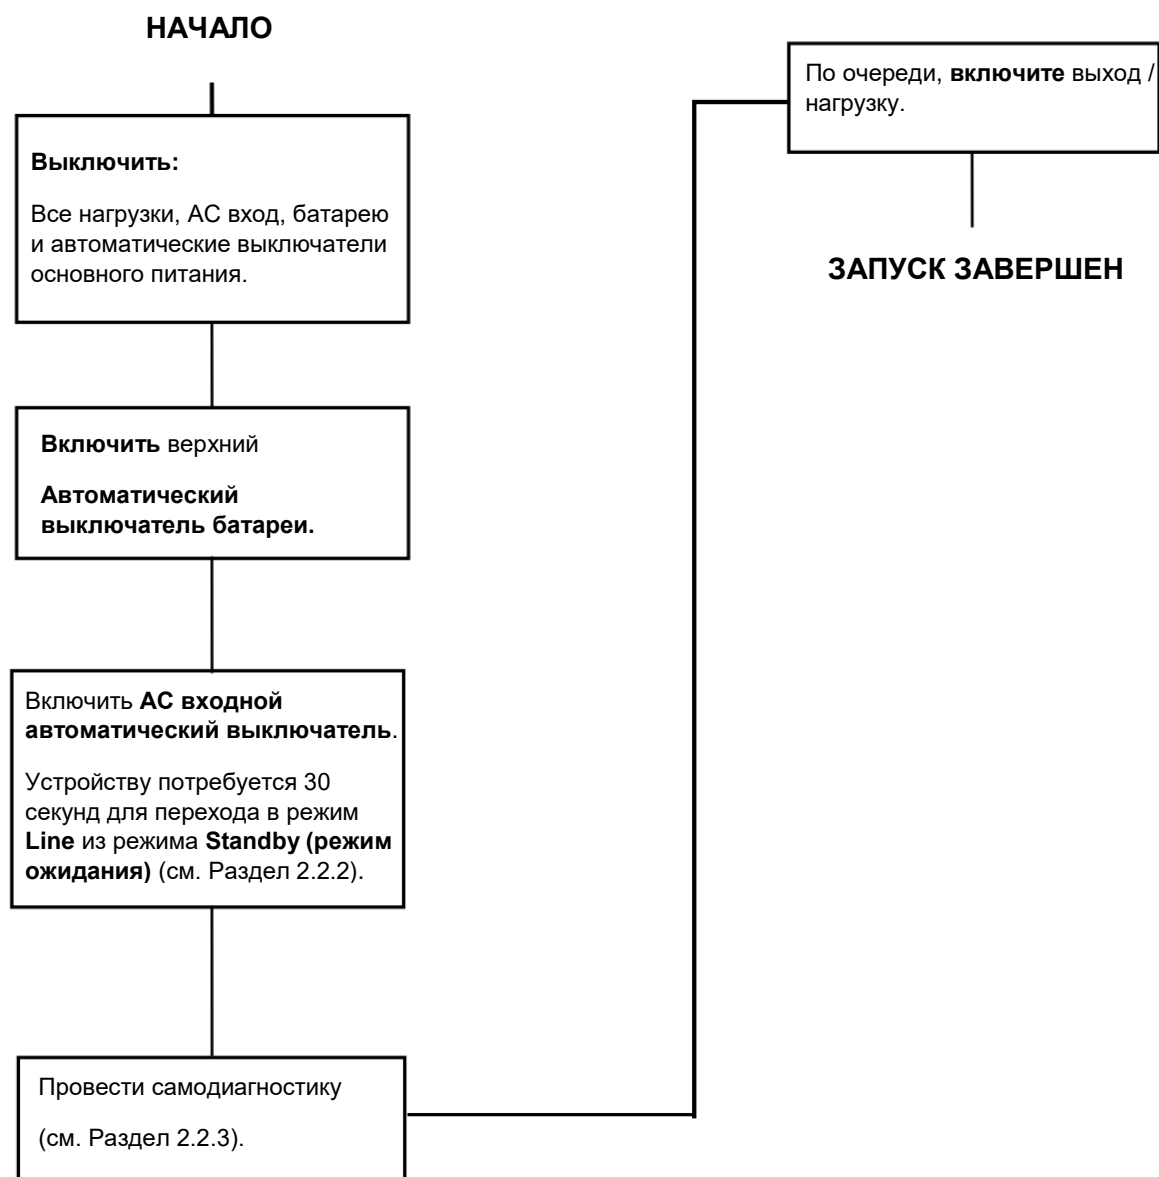 НАЧАЛО
Выключить:
Все нагрузки, АС вход, батарею
и автоматические выключатели
основного питания.
Включить верхний
Автоматический
выключатель батареи.
Включить АС входной
автоматический выключатель.
Устройству потребуется 30
секунд для перехода в режим
Line из режима Standby (режим
ожидания) (см. Раздел 2.2.2).
Провести самодиагностику
(см. Раздел 2.2.3).
По очереди, включите выход /
нагрузку.
ЗАПУСК ЗАВЕРШЕН